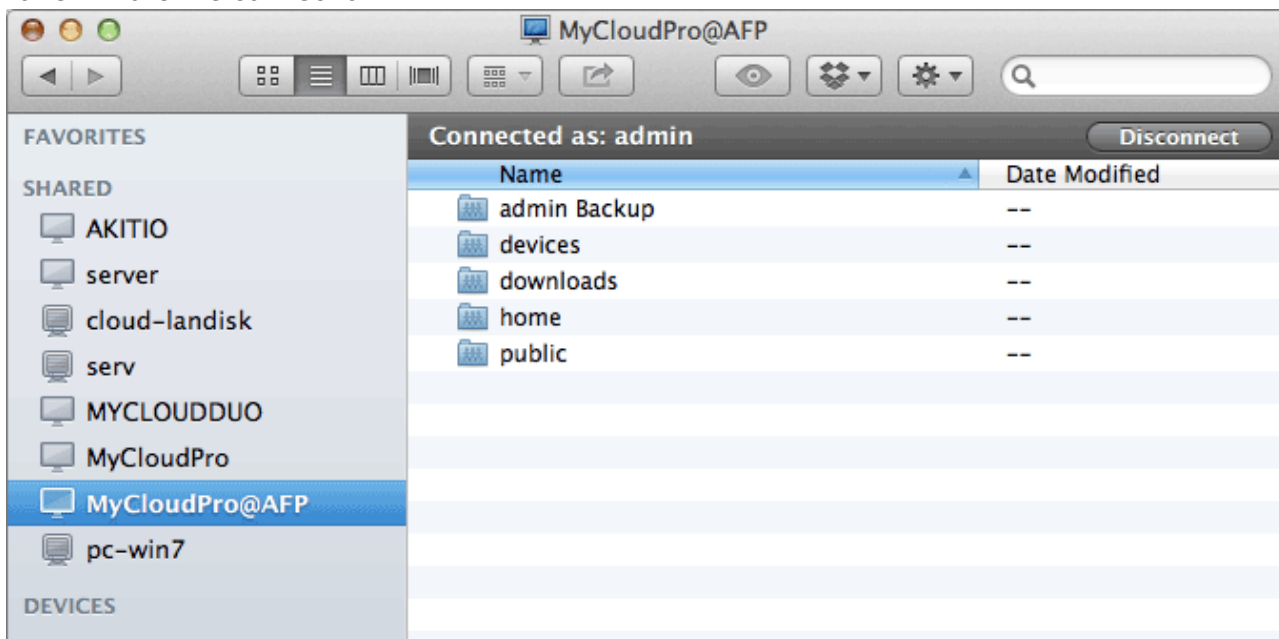 MyCloudPro@AFP
FAVORITES
SHARED
AKITIO
server
cloud-landisk
serv
MYCLOUDDUO
MyCloudPro
MyCloudPro@AFP
pc-win7
DEVICES
Connected as: admin Disconnect
Name Date Modified
admin Backup --
devices --
downloads --
home --
public --